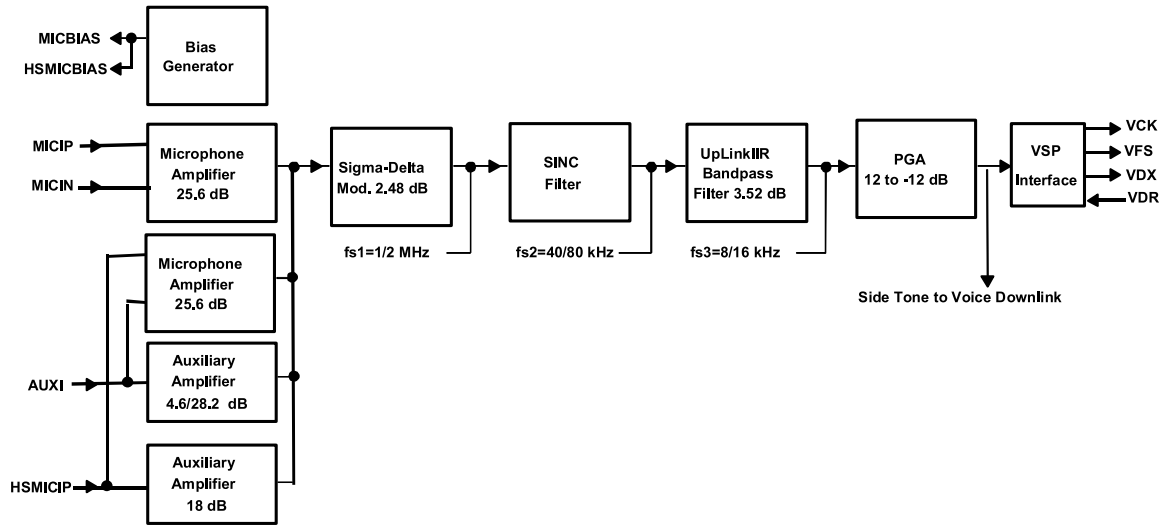 MICBIAS
HSMICBIAS
Bias
Generator
MICIP
MICIN
Microphone
Amplifier
25.6 dB
Sigma-Delta
Mod. 2.48 dB
SINC
Filter
UpLinkIIR
Bandpass
Filter 3.52 dB
PGA
12 to -12 dB
VSP
Interface
VCK
VFS
VDX
VDR
fs1=1/2 MHz
fs2=40/80 kHz
fs3=8/16 kHz
Side Tone to Voice Downlink
Microphone
Amplifier
25.6 dB
AUXI
Auxiliary
Amplifier
4.6/28.2 dB
HSMICIP
Auxiliary
Amplifier
18 dB